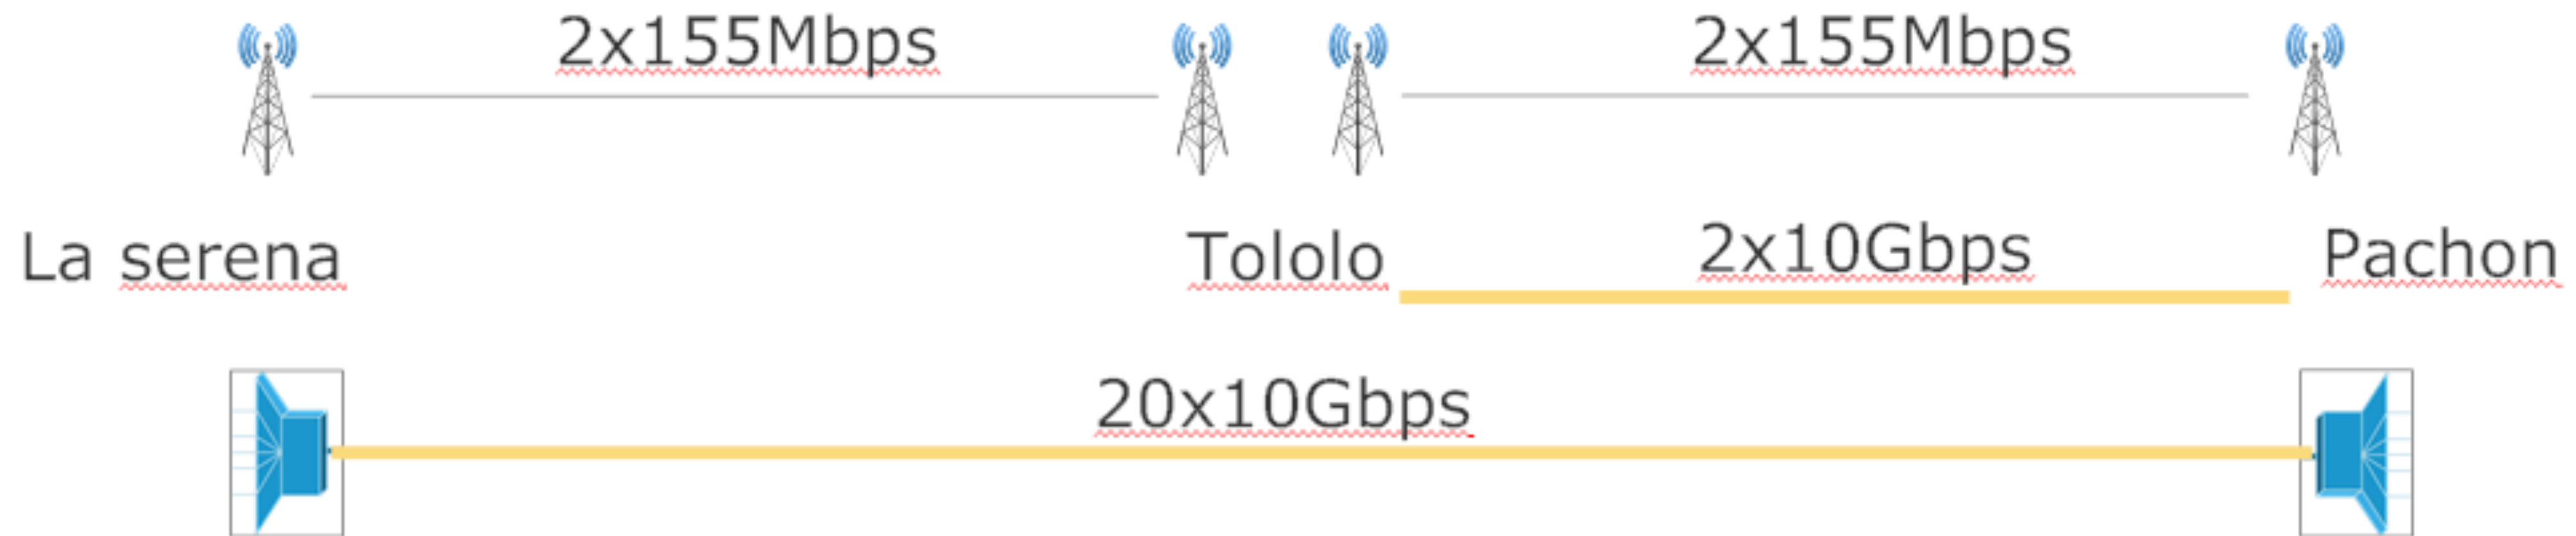 2x155Mbps
2x155Mbps
La serena
Tololo
2x10Gbps
Pachon
20x10Gbps